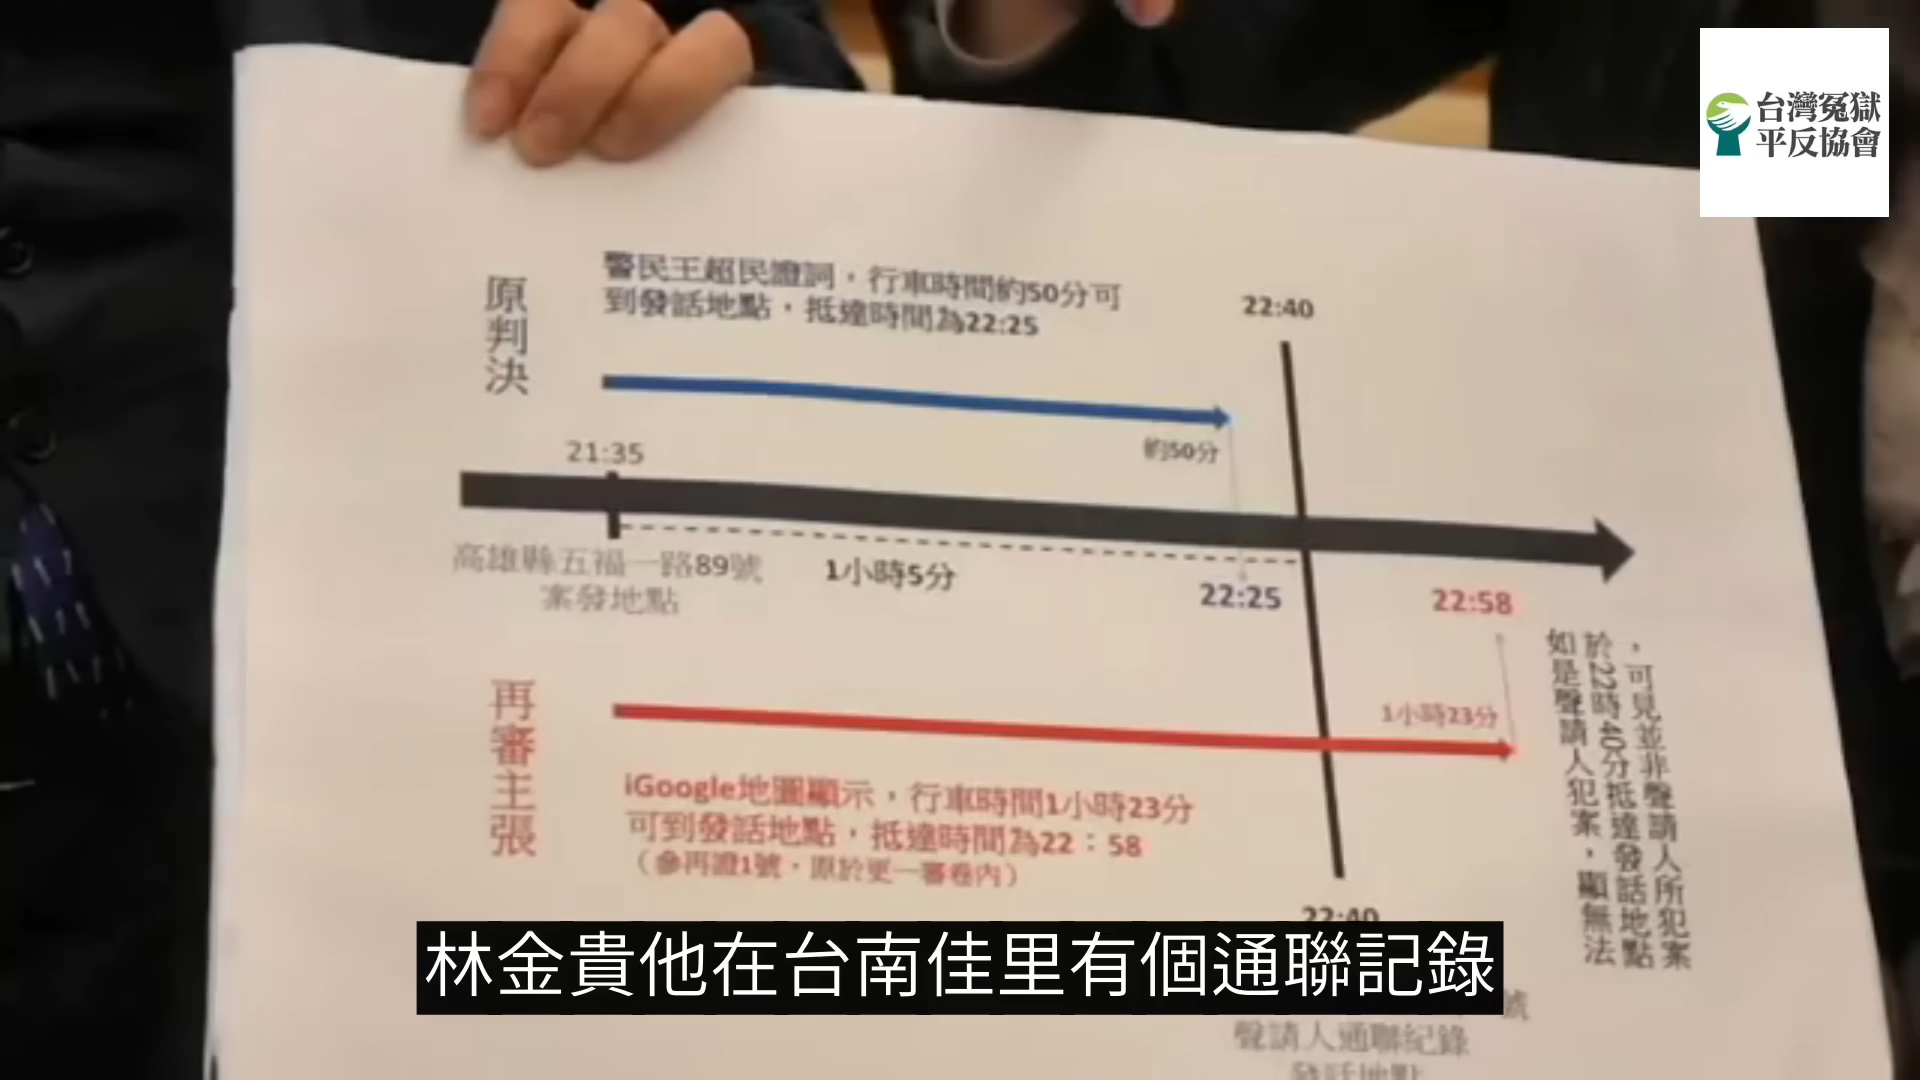 台灣冤獄
平反協會
原判決
警民王超民證詞，行車時間約50分可
到發話地點，抵達時間為22:25
22:40
約50分
21:35
高雄縣五福一路89號
案發地點
1小時5分
22:25
22:58
再審主張
1小時23分
iGoogle地圖顯示，行車時間1小時23分
可到發話地點，抵達時間為22：58
（參再證1號，原於更一審卷內）
如是聲請人犯案，顯無法
於22時40分抵達發話地點
，可見並非聲請人所犯案
22:40
林金貴他在台南佳里有個通聯記錄
號
聲請人通聯紀錄
發話地點